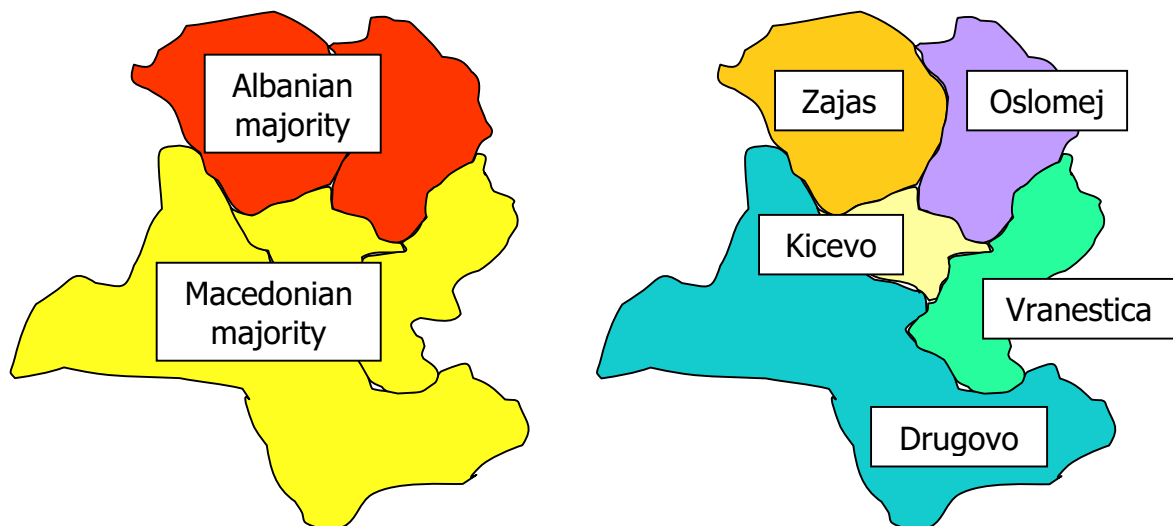 Albanian
majority
Macedonian
majority
Zajas
Oslomej
Kicevo
Vranestica
Drugovo